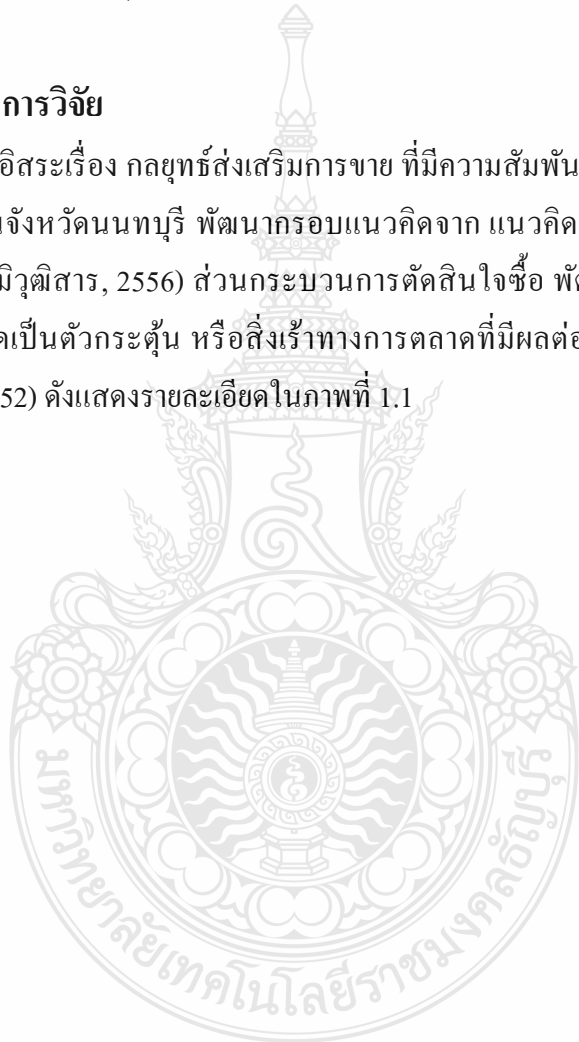 การวิจัย
อิสระเรื่อง กลยุทธ์ส่งเสริมการขาย ที่มีความสัมพัน
จังหวัดนนทบุรี พัฒนากรอบแนวคิดจาก แนวคิด
มิวุฒิสาร, 2556) ส่วนกระบวนการตัดสินใจซื้อ
เป็นตัวกระตุ้น หรือสิ่งเร้าทางการตลาดที่มีผลต่อ
52) ดังแสดงรายละเอียดในภาพที่ 1.1
มหาวิทยาลัยเทคโนโลยีราชมงคลธัญบุรี